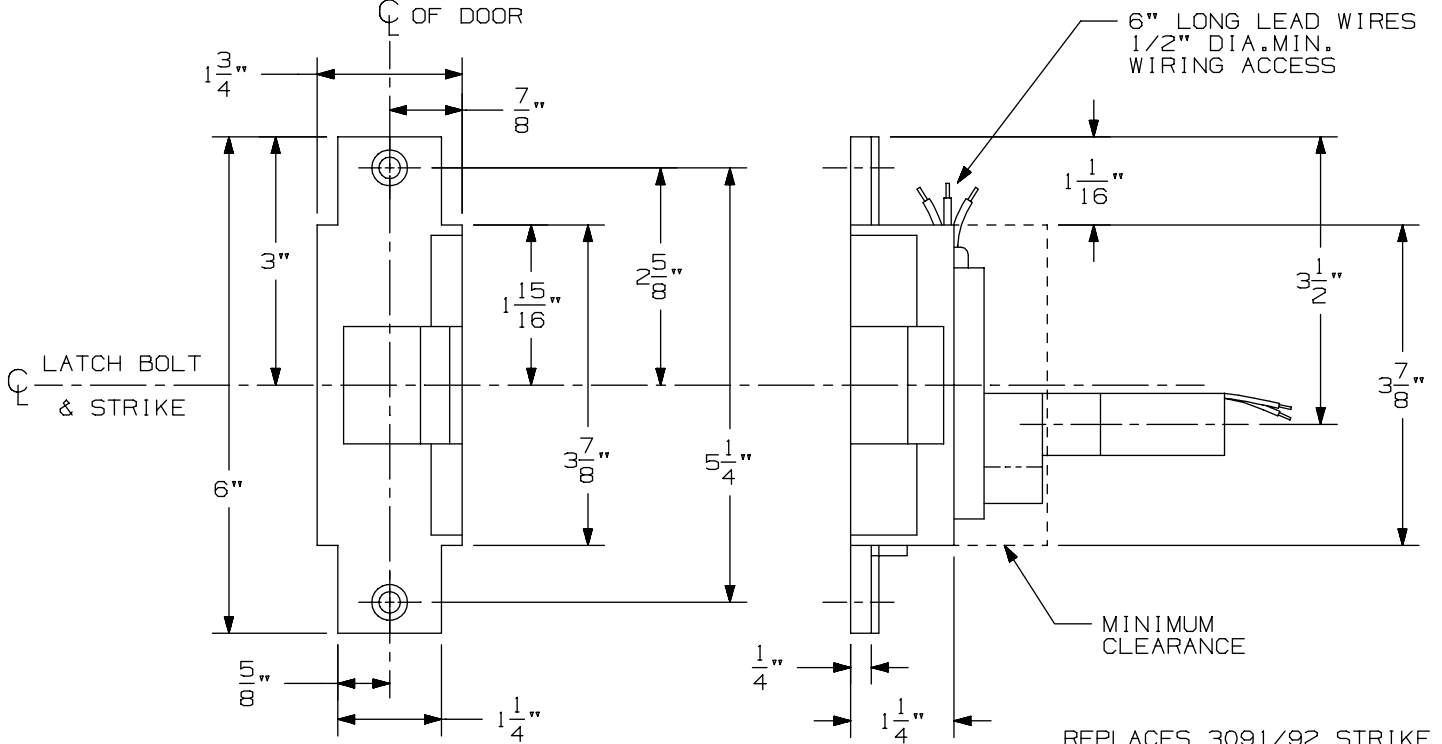 ℄ OF DOOR
6" LONG LEAD WIRES
1/2" DIA.MIN.
WIRING ACCESS
1 3/4"
7/8"
1 1/16"
3"
2 5/8"
1 15/16"
3 1/2"
℄ LATCH BOLT
& STRIKE
3 7/8"
6"
3 7/8"
5 1/4"
MINIMUM
CLEARANCE
5/8"
1/4"
1 1/4"
1 1/4"
REPLACES 3091/92 STRIKE